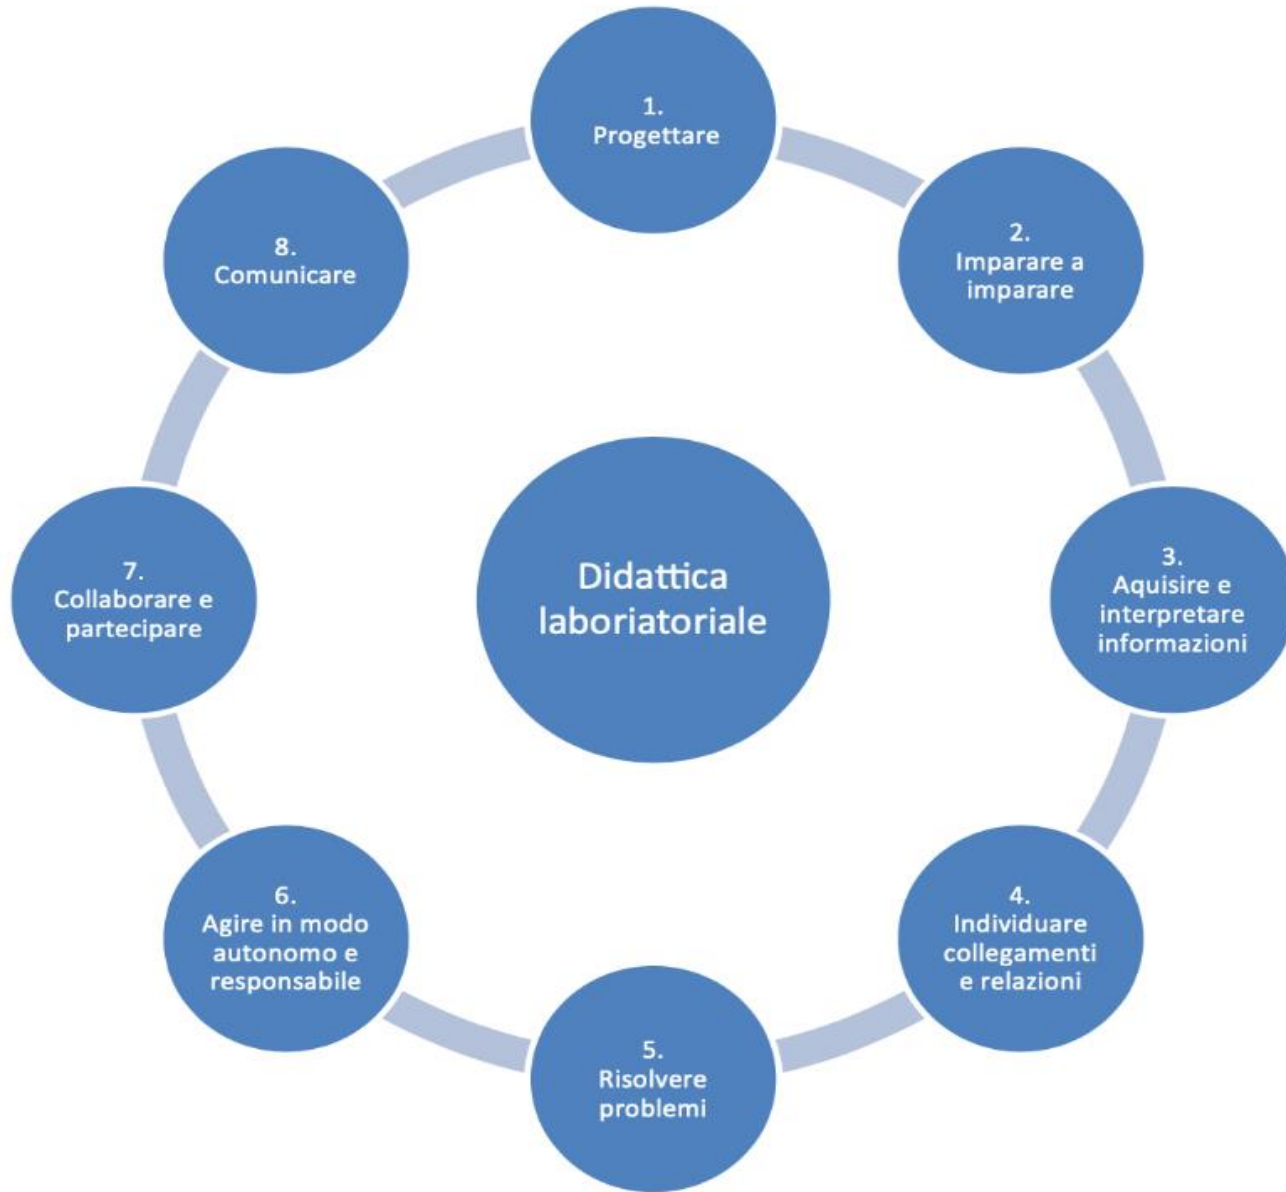 1.
Progettare
2.
Imparare a
imparare
3.
Aquisire e
interpretare
informazioni
4.
Individuare
collegamenti
e relazioni
5.
Risolvere
problemi
6.
Agire in modo
autonomo e
responsabile
7.
Collaborare e
partecipare
8.
Comunicare
Didattica
laboriatoriale